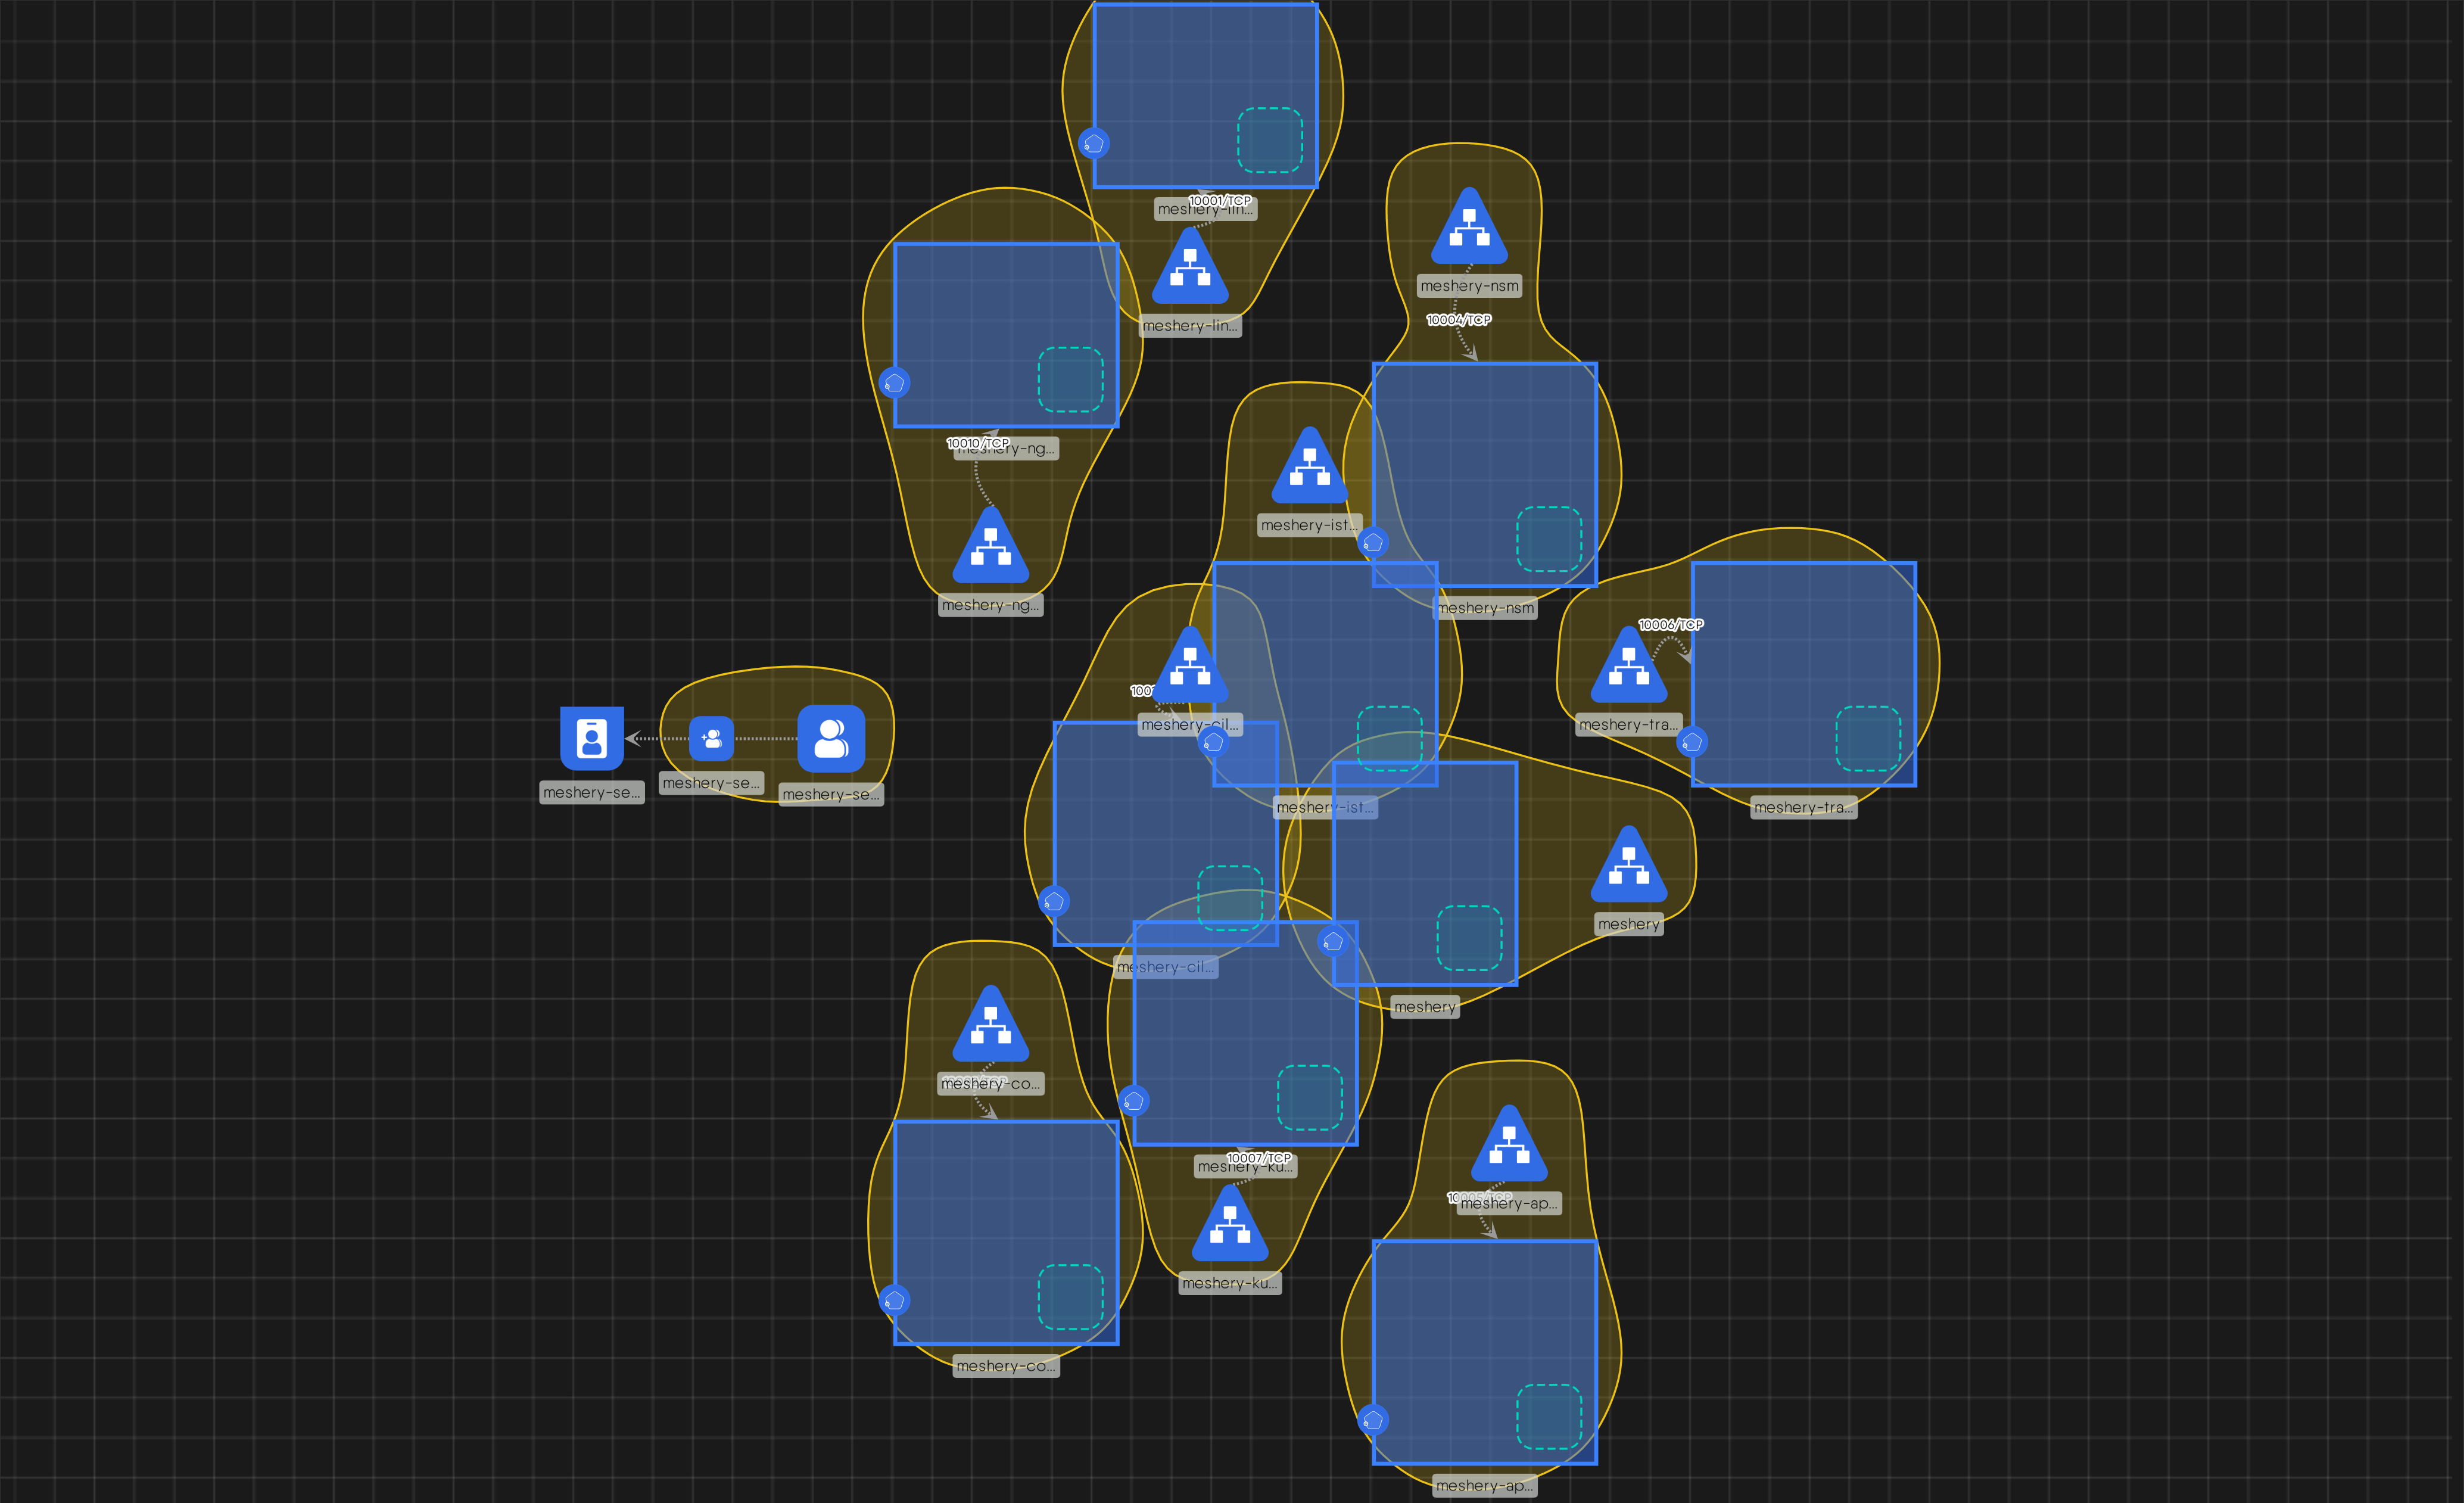 10001/TCP
meshery-lin...
meshery-lin...
meshery-nsm
10004/TCP
10010/TCP
meshery-ng...
meshery-ist...
meshery-ng...
meshery-nsm
10006/TCP
meshery-cil...
meshery-tra...
meshery-se...
meshery-se...
meshery-se...
meshery-ist...
meshery-tra...
meshery
meshery-cil...
meshery
meshery-co...
10007/TCP
meshery-ku...
meshery-ap...
meshery-ku...
meshery-co...
meshery-ap...